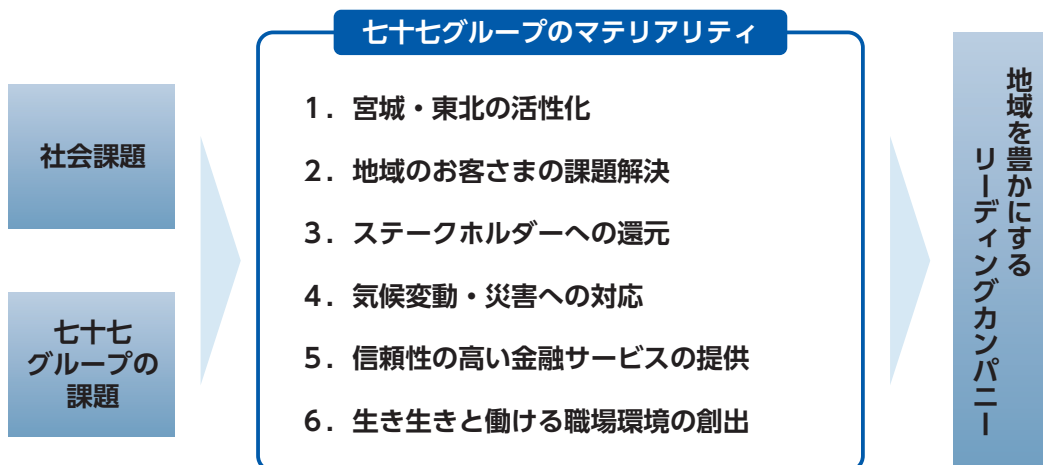 七十七グループのマテリアリティ
社会課題
七十七
グループの
課題
1. 宮城・東北の活性化
2. 地域のお客さまの課題解決
3. ステークホルダーへの還元
4. 気候変動・災害への対応
5. 信頼性の高い金融サービスの提供
6. 生き生きと働ける職場環境の創出
地域を豊かにする
リーディングカンパニー